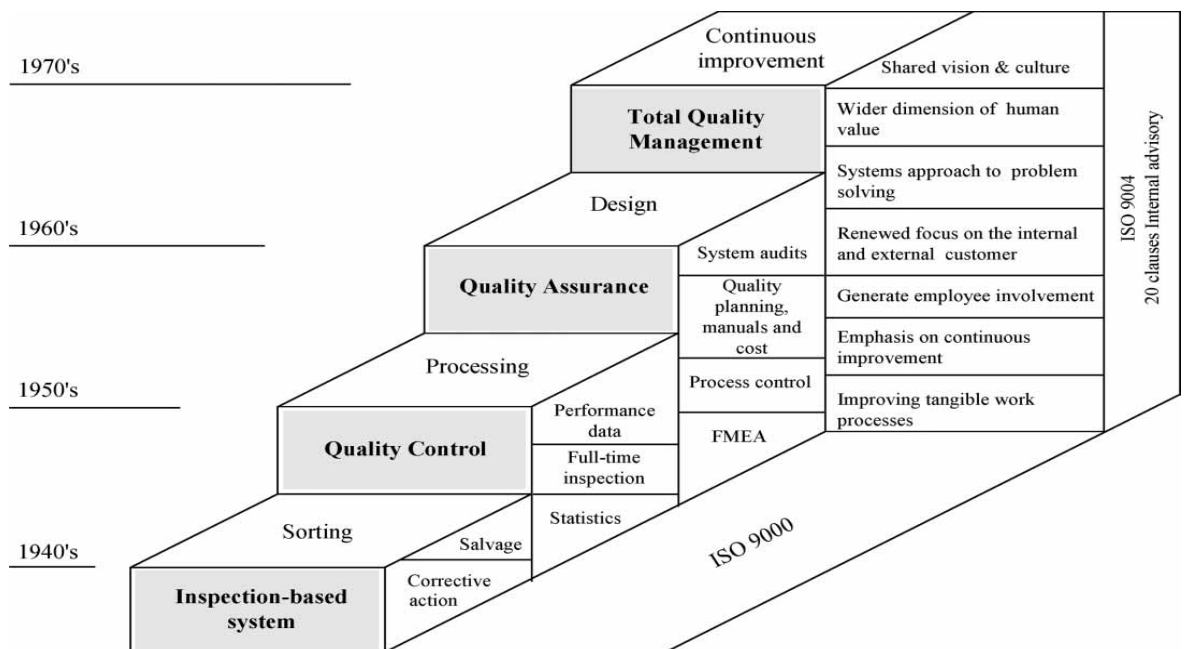 1970's
1960's
1950's
1940's
Continuous
improvement
Total Quality
Management
Design
Quality Assurance
Processing
Quality Control
Sorting
Inspection-based
system
Salvage
Corrective
action
Performance
data
Full-time
inspection
Statistics
System audits
Quality
planning,
manuals and
cost
Process control
FMEA
Shared vision & culture
Wider dimension of human
value
Systems approach to problem
solving
Renewed focus on the internal
and external customer
Generate employee involvement
Emphasis on continuous
improvement
Improving tangible work
processes
ISO 9004
20 clauses Internal advisory
ISO 9000